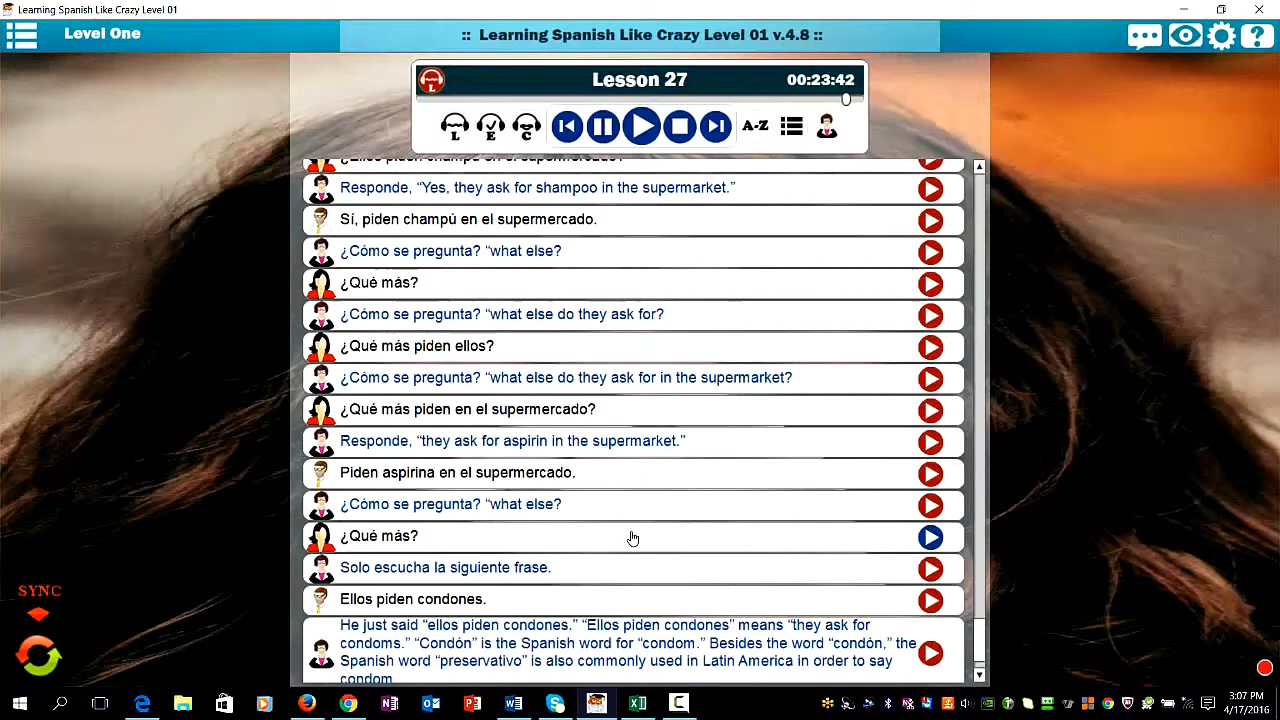 Learning Spanish Like Crazy Level 01
Level One
:: Learning Spanish Like Crazy Level 01 v.4.8 ::
Lesson 27
00:23:42
L
L
E
C
A-Z
¿Ellos piden champú en el supermercado?
Responde, “Yes, they ask for shampoo in the supermarket.”
Sí, piden champú en el supermercado.
¿Cómo se pregunta? “what else?
¿Qué más?
¿Cómo se pregunta? “what else do they ask for?
¿Qué más piden ellos?
¿Cómo se pregunta? “what else do they ask for in the supermarket?
¿Qué más piden en el supermercado?
Responde, “they ask for aspirin in the supermarket.”
Piden aspirina en el supermercado.
¿Cómo se pregunta? “what else?
¿Qué más?
Solo escucha la siguiente frase.
Ellos piden condones.
He just said “ellos piden condones.” “Ellos piden condones” means “they ask for
condoms.” “Condón” is the Spanish word for “condom.” Besides the word “condón,” the
Spanish word “preservativo” is also commonly used in Latin America in order to say
condom
SYNC
3:07 PM
4/17/2016